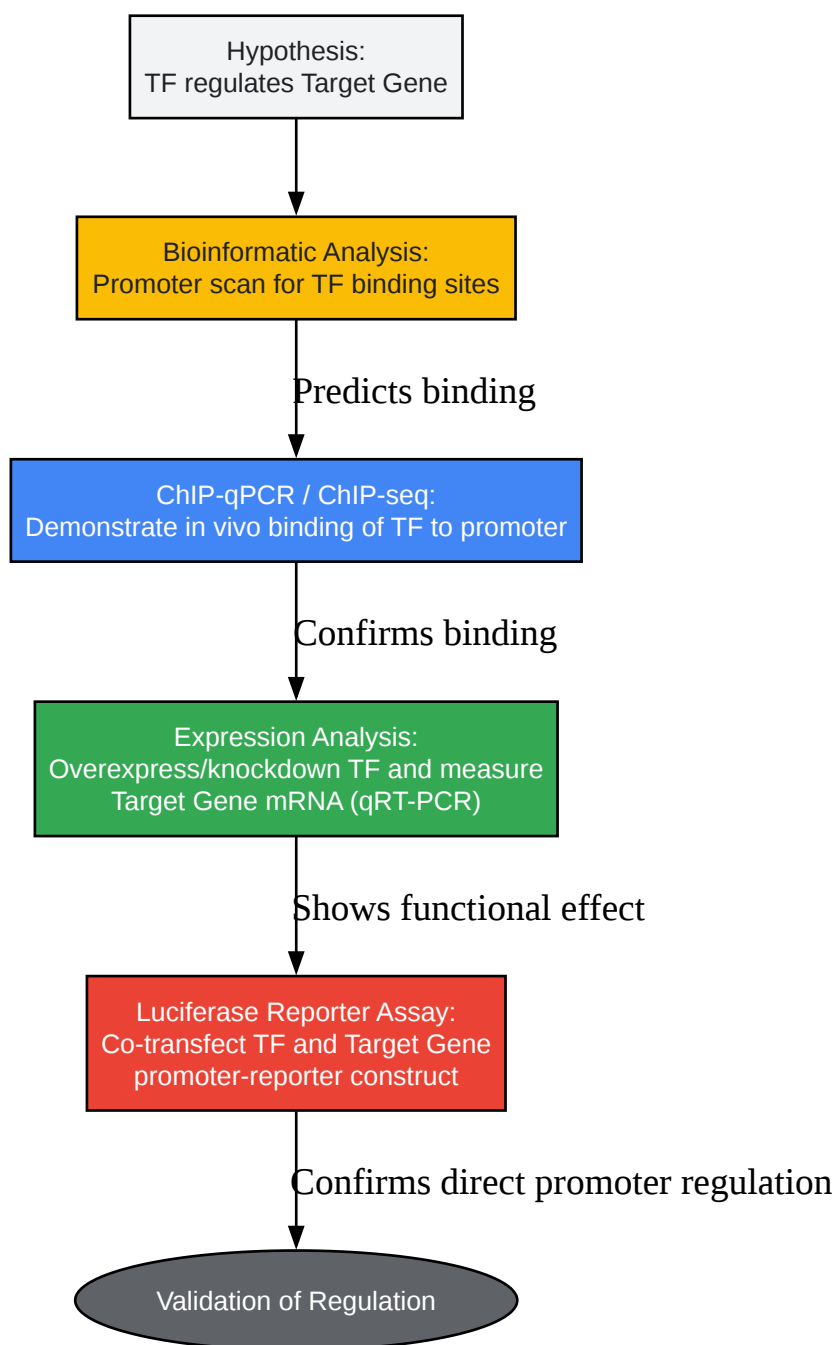 Hypothesis:
TF regulates Target Gene
Bioinformatic Analysis:
Promoter scan for TF binding sites
Predicts binding
ChIP-qPCR / ChIP-seq:
Demonstrate in vivo binding of TF to promoter
Confirms binding
Expression Analysis:
Overexpress/knockdown TF and measure
Target Gene mRNA (qRT-PCR)
Shows functional effect
Luciferase Reporter Assay:
Co-transfect TF and Target Gene
promoter-reporter construct
Confirms direct promoter regulation
Validation of Regulation